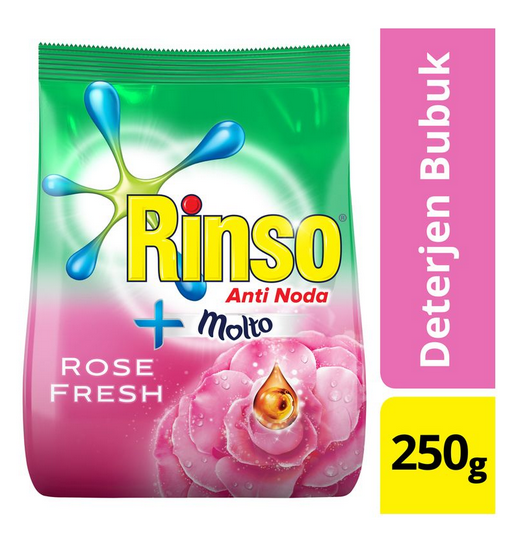 Rinso®
Anti Noda
+ Molto
ROSE
FRESH
Deterjen Bubuk
250g